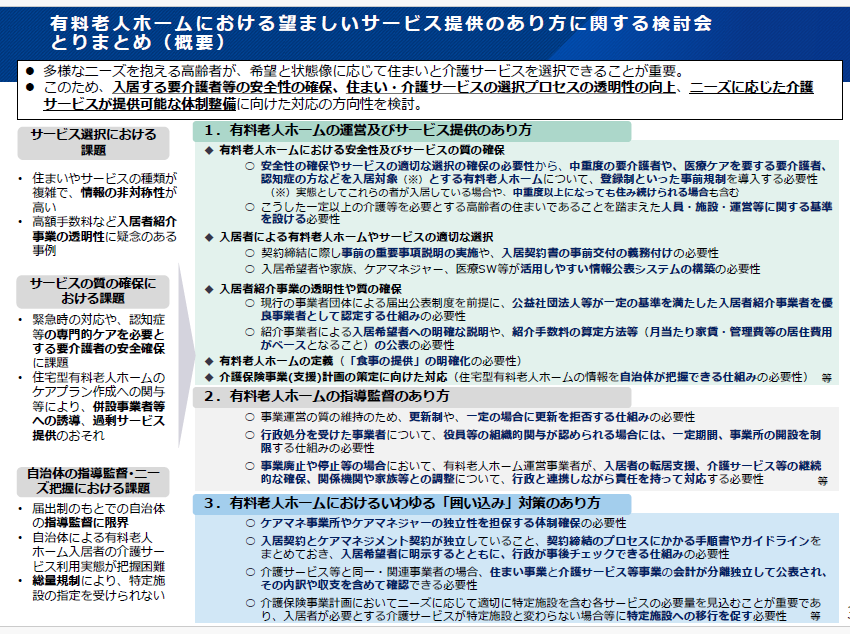 有料老人ホームにおける望ましいサービス提供のあり方に関する検討会
とりまとめ（概要）
● 多様なニーズを抱える高齢者が、希望と状態像に応じて住まいと介護サービスを選択できることが重要。
● このため、入居する要介護者等の安全性の確保、住まい・介護サービスの選択プロセスの透明性の向上、ニーズに応じた介護
サービスが提供可能な体制整備に向けた対応の方向性を検討。
サービス選択における
課題
• 住まいやサービスの種類が
複雑で、情報の非対称性が
高い
• 高額手数料など入居者紹介
事業の透明性に疑念のある
事例
サービスの質の確保に
おける課題
• 緊急時の対応や、認知症
等の専門的ケアを必要と
する要介護者の安全確保
に課題
• 住宅型有料老人ホームの
ケアプラン作成への関与
等により、併設事業者等
への誘導、過剰サービス
提供のおそれ
自治体の指導監督・ニー
ズ把握における課題
• 届出制のもとでの自治体
の指導監督に限界
• 自治体による有料老人
ホーム入居者の介護サー
ビス利用実態が把握困難
• 総量規制により、特定施
設の指定を受けられない
１．有料老人ホームの運営及びサービス提供のあり方
◆ 有料老人ホームにおける安全性及びサービスの質の確保
○ 安全性の確保やサービスの適切な選択の確保の必要性から、中重度の要介護者や、医療ケアを要する要介護者、
認知症の方などを入居対象（※）とする有料老人ホームについて、登録制といった事前規制を導入する必要性
（※）実態としてこれらの者が入居している場合や、中重度以上になっても住み続けられる場合も含む
○ こうした一定以上の介護等を必要とする高齢者の住まいであることを踏まえた人員・施設・運営等に関する基準
を設ける必要性
◆ 入居者による有料老人ホームやサービスの適切な選択
○ 契約締結に際し事前の重要事項説明の実施や、入居契約書の事前交付の義務付けの必要性
○ 入居希望者や家族、ケアマネジャー、医療SW等が活用しやすい情報公表システムの構築の必要性
◆ 入居者紹介事業の透明性や質の確保
○ 現行の事業者団体による届出公表制度を前提に、公益社団法人等が一定の基準を満たした入居者紹介事業者を優
良事業者として認定する仕組みの必要性
○ 紹介事業者による入居希望者への明確な説明や、紹介手数料の算定方法等（月当たり家賃・管理費等の居住費用
がベースとなること）の公表の必要性
◆ 有料老人ホームの定義（「食事の提供」の明確化の必要性）
◆ 介護保険事業(支援)計画の策定に向けた対応（住宅型有料老人ホームの情報を自治体が把握できる仕組みの必要性） 等
２．有料老人ホームの指導監督のあり方
○ 事業運営の質の維持のため、更新制や、一定の場合に更新を拒否する仕組みの必要性
○ 行政処分を受けた事業者について、役員等の組織的関与が認められる場合には、一定期間、事業所の開設を制
限する仕組みの必要性
○ 事業廃止や停止等の場合において、有料老人ホーム運営事業者が、入居者の転居支援、介護サービス等の継続
的な確保、関係機関や家族等との調整について、行政と連携しながら責任を持って対応する必要性 等
３．有料老人ホームにおけるいわゆる「囲い込み」対策のあり方
○ ケアマネ事業所やケアマネジャーの独立性を担保する体制確保の必要性
○ 入居契約とケアマネジメント契約が独立していること、契約締結のプロセスにかかる手順書やガイドラインを
まとめておき、入居希望者に明示するとともに、行政が事後チェックできる仕組みの必要性
○ 介護サービス等と同一・関連事業者の場合、住まい事業と介護サービス等事業の会計が分離独立して公表され、
その内訳や収支を含めて確認できる必要性
○ 介護保険事業計画においてニーズに応じて適切に特定施設を含む各サービスの必要量を見込むことが重要であ
り、入居者が必要とする介護サービスが特定施設と変わらない場合等に特定施設への移行を促す必要性 等